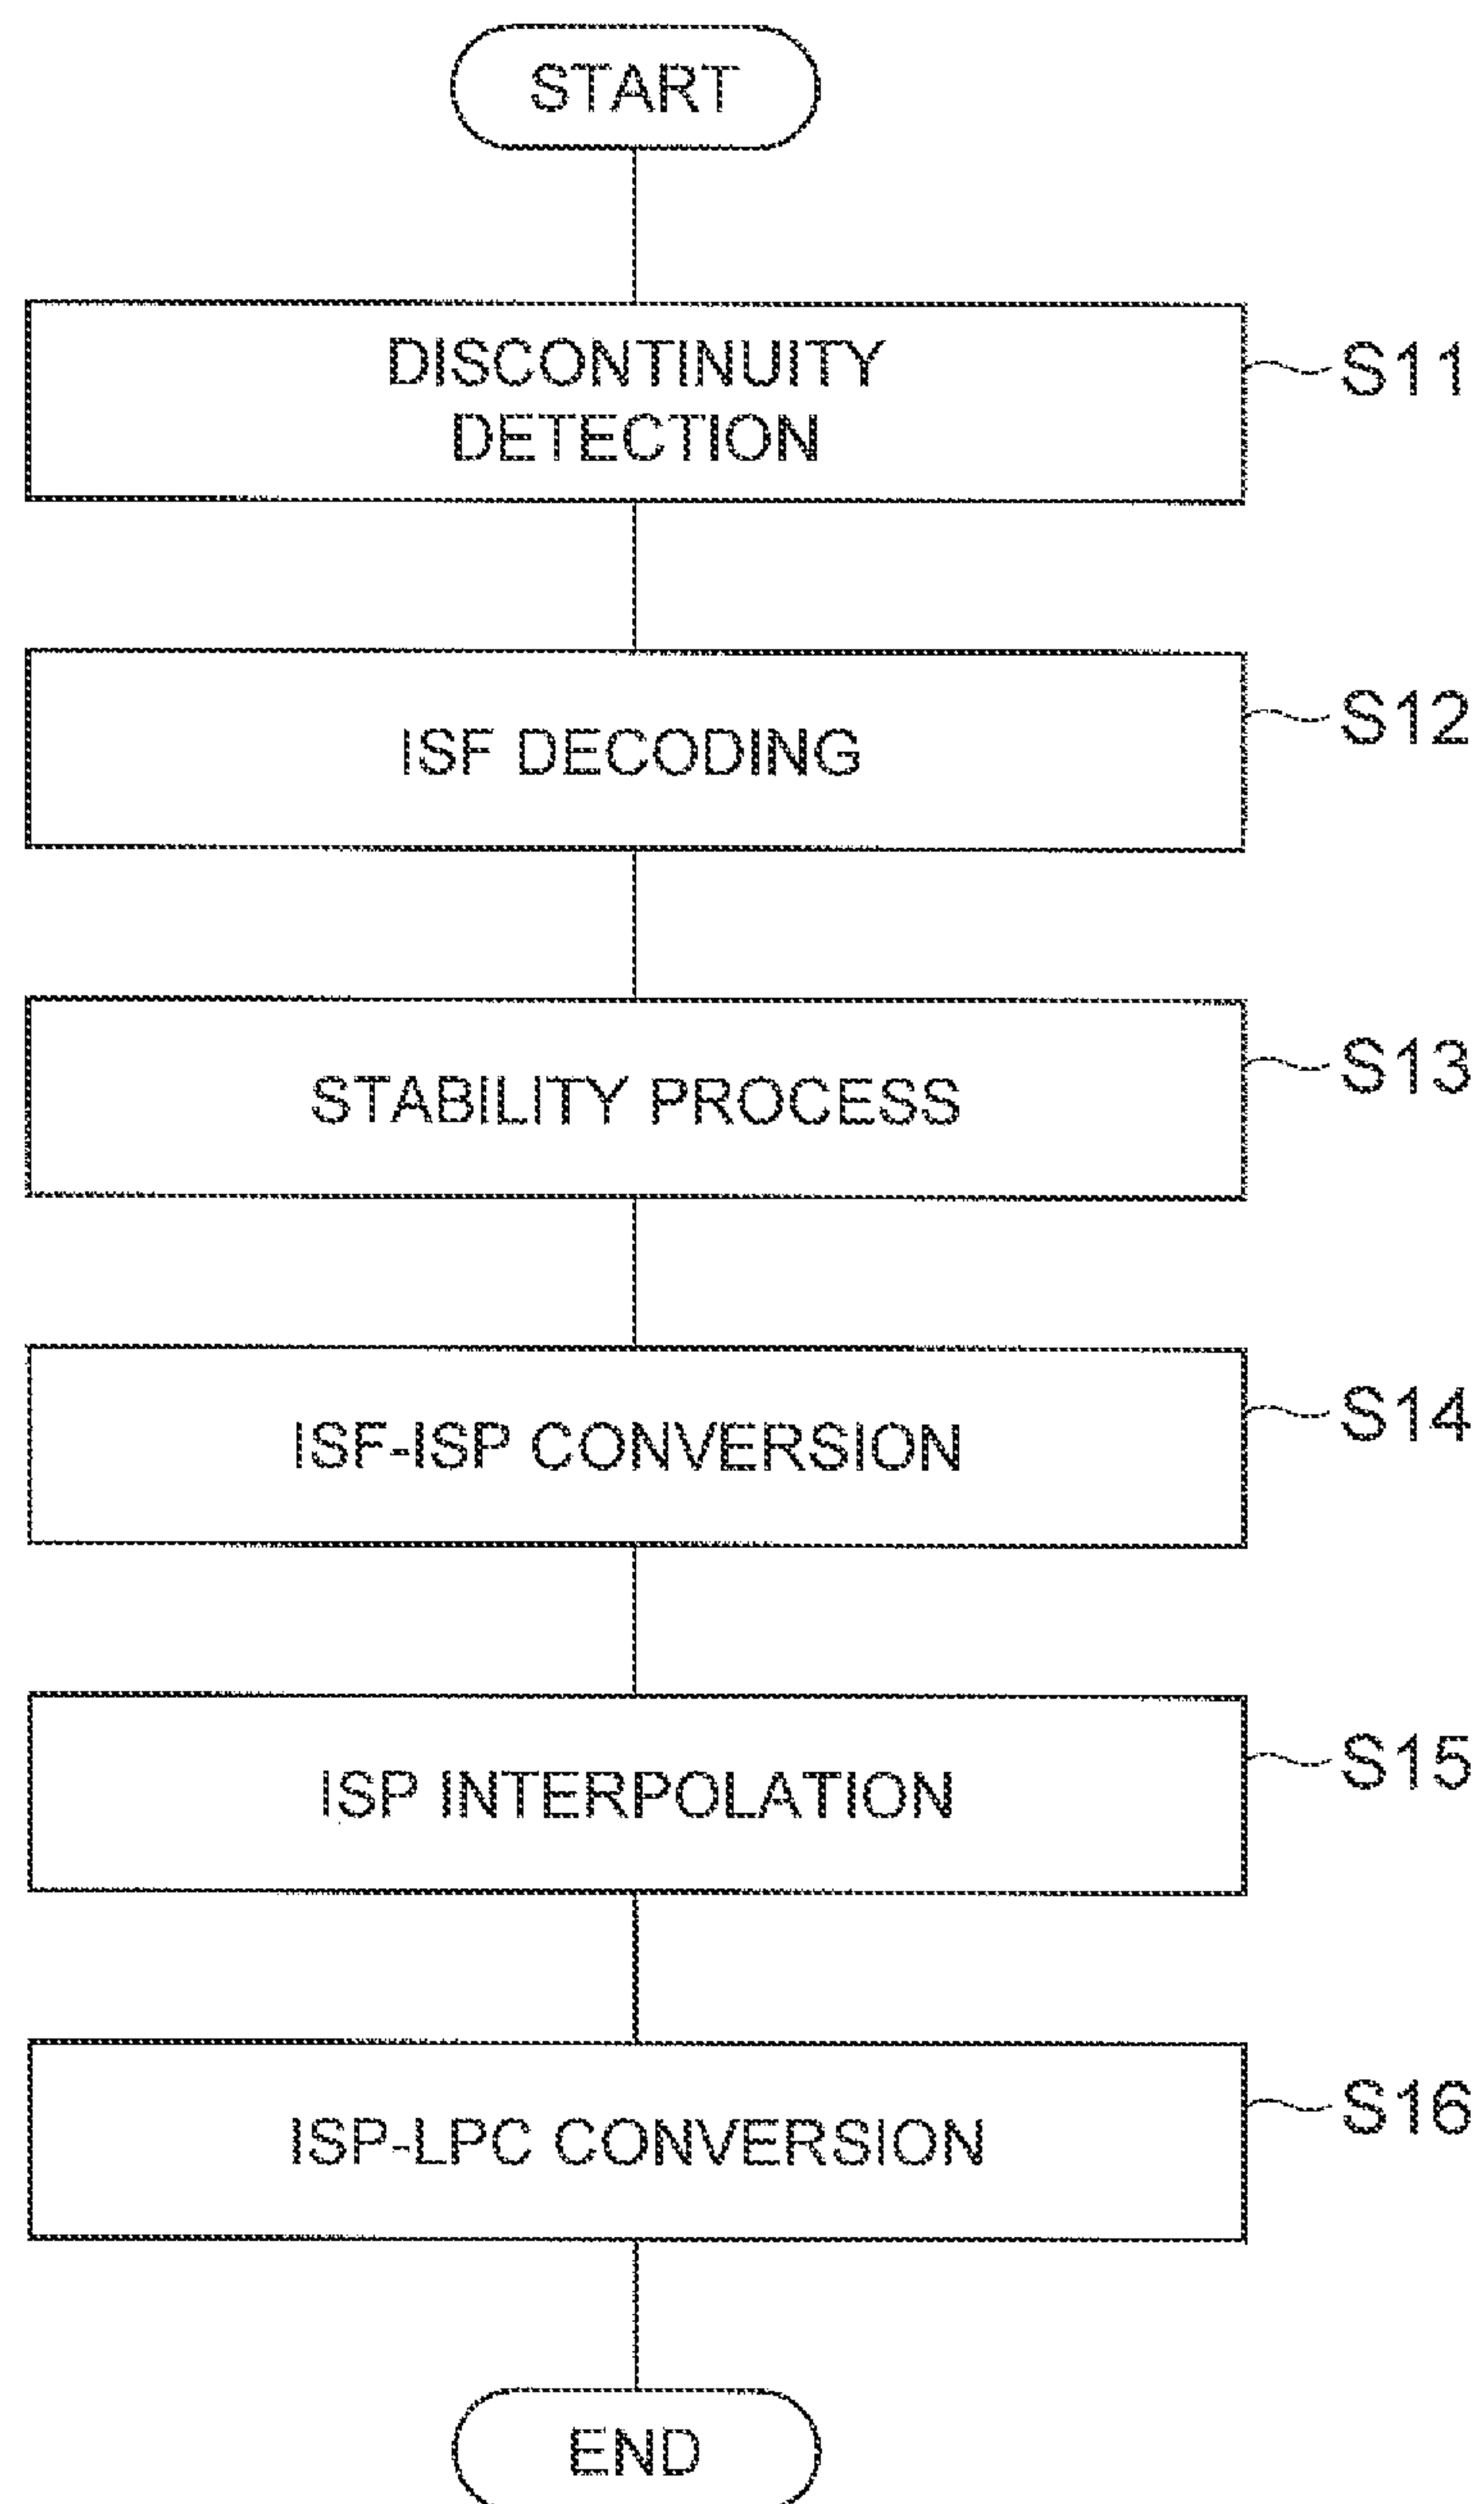 START
DISCONTINUITY
DETECTION
S11
ISF DECODING
S12
STABILITY PROCESS
S13
ISF-ISP CONVERSION
S14
ISP INTERPOLATION
S15
ISP-LPC CONVERSION
S16
END